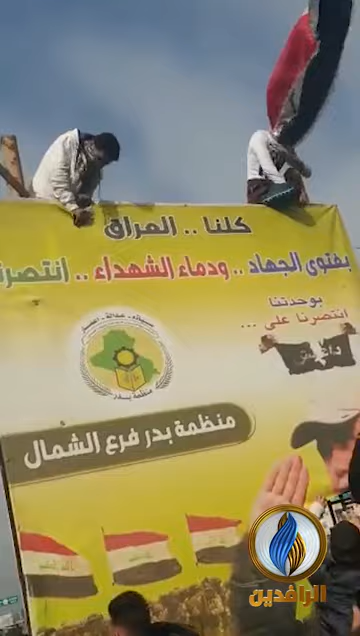 كلنا .. العراق
بفتوى الجهاد .. ودماء الشهداء .. انتصرنا
بوحدتنا
انتصرنا على ...
داعش
منظمة بدر
منظمة بدر فرع الشمال
الرافدين